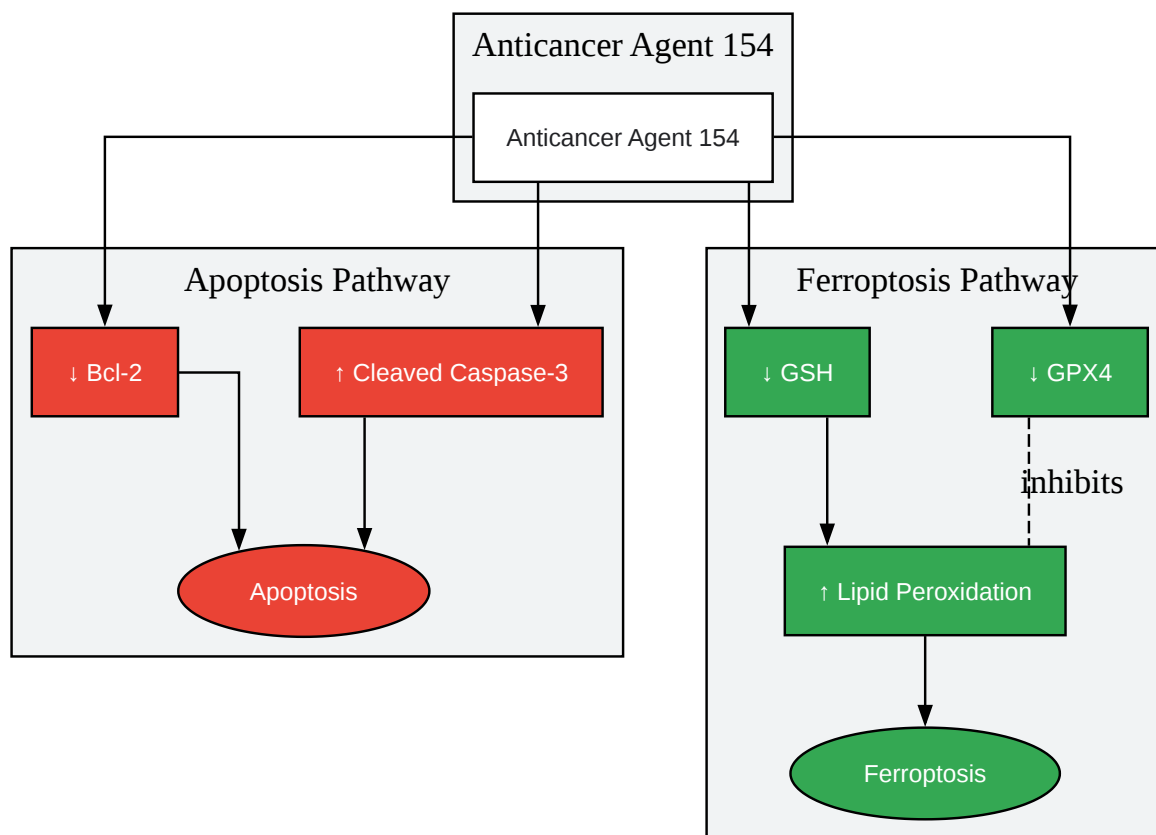 Anticancer Agent 154
Anticancer Agent 154
Apoptosis Pathway
Ferroptosis Pathway
↓ Bcl-2
↑ Cleaved Caspase-3
↓ GSH
↓ GPX4
inhibits
Apoptosis
↑ Lipid Peroxidation
Ferroptosis